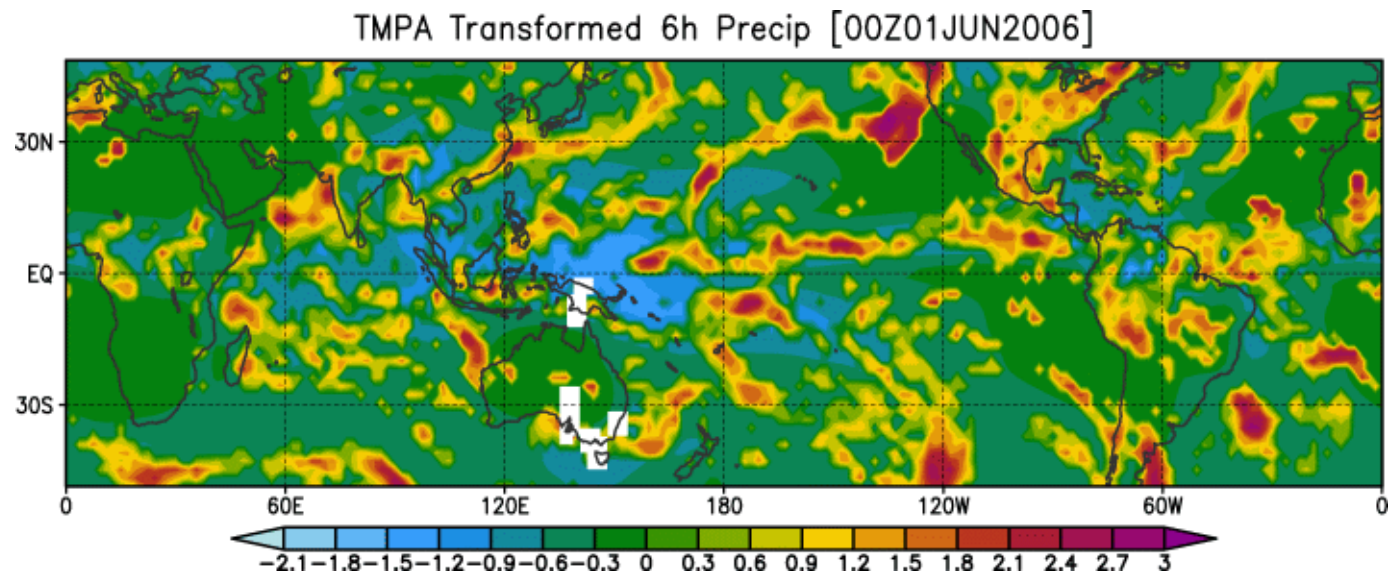 TMPA Transformed 6h Precip [00Z01JUN2006]
30N
EQ
30S
0 60E 120E 180 120W 60W 0
-2.1 -1.8 -1.5 -1.2 -0.9 -0.6 -0.3 0 0.3 0.6 0.9 1.2 1.5 1.8 2.1 2.4 2.7 3